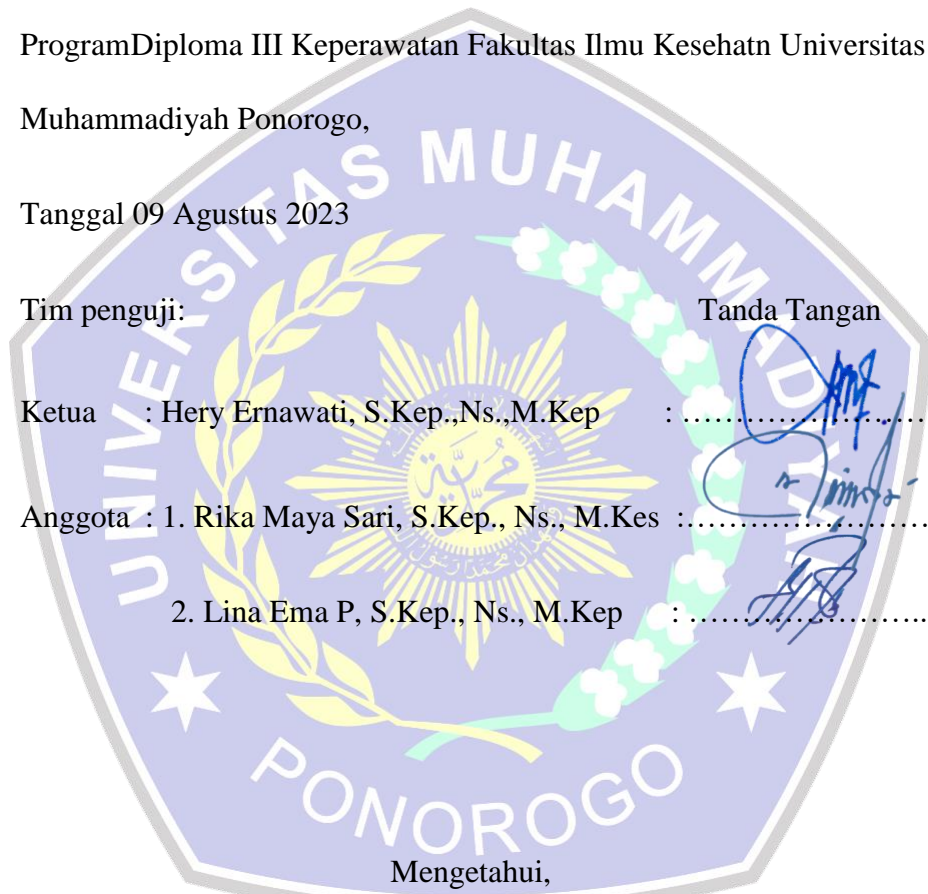 ProgramDiploma III Keperawatan Fakultas Ilmu Kesehatn Universitas
Muhammadiyah Ponorogo,
Tanggal 09 Agustus 2023
Tim penguji: Tanda Tangan
Ketua : Hery Ernawati, S.Kep.,Ns.,M.Kep : ……………………
Anggota : 1. Rika Maya Sari, S.Kep., Ns., M.Kes :……………………
2. Lina Ema P, S.Kep., Ns., M.Kep : …………………..
Mengetahui,
UNIVERSITAS MUHAMMADIYAH
PONOROGO
محمدية